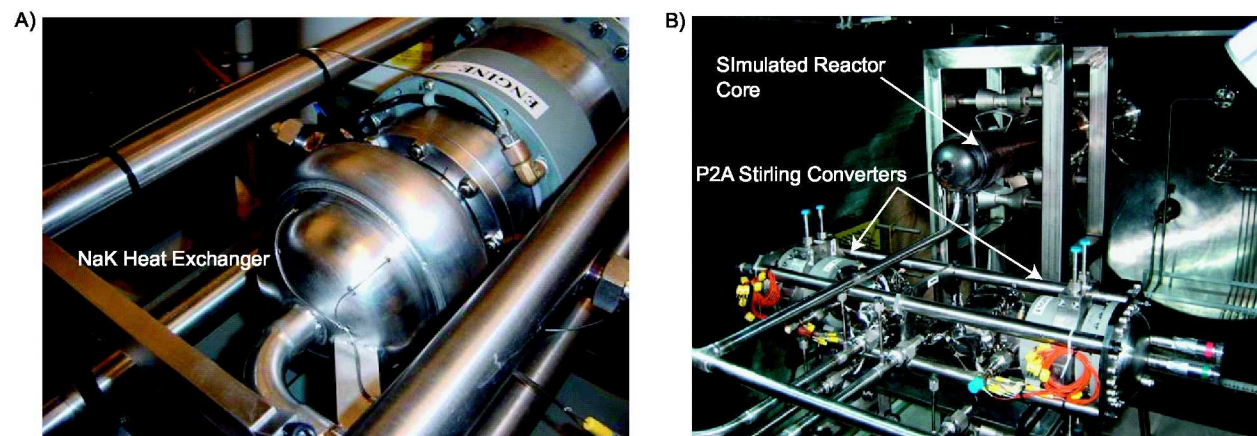 A)
ENGINE
NaK Heat Exchanger
B)
SImulated Reactor
Core
P2A Stirling Converters